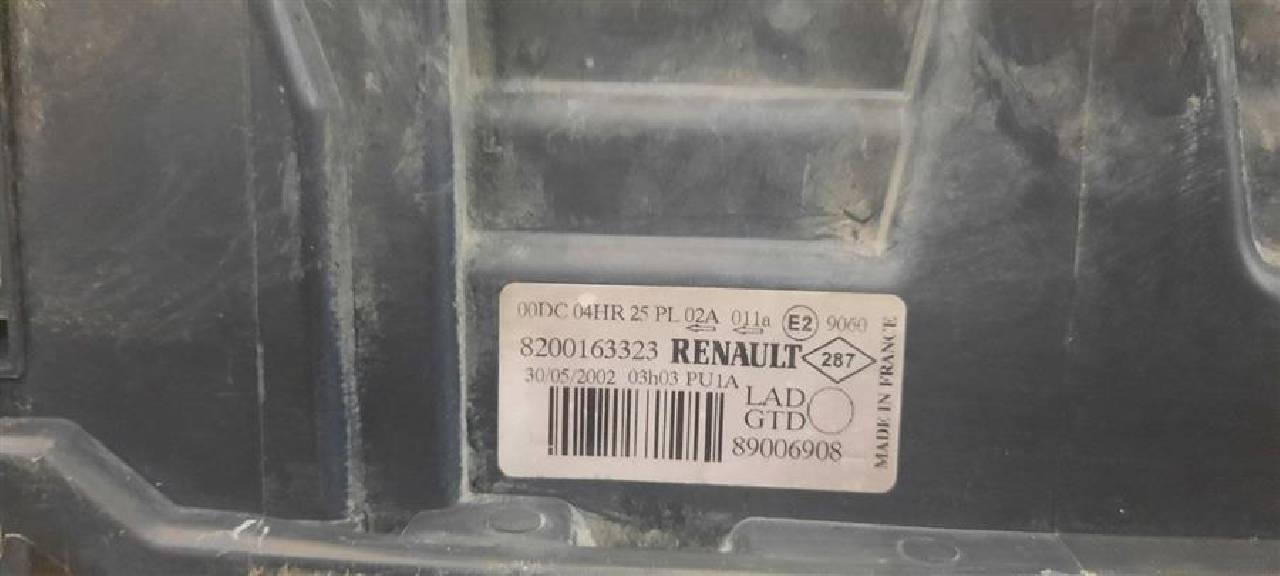 00DC 04HR 25 PL 02A 011a E2 9060
8200163323 RENAULT 287
30/05/2002 03h03 PU1A
LAD
GTD
89006908
MADE IN FRANCE